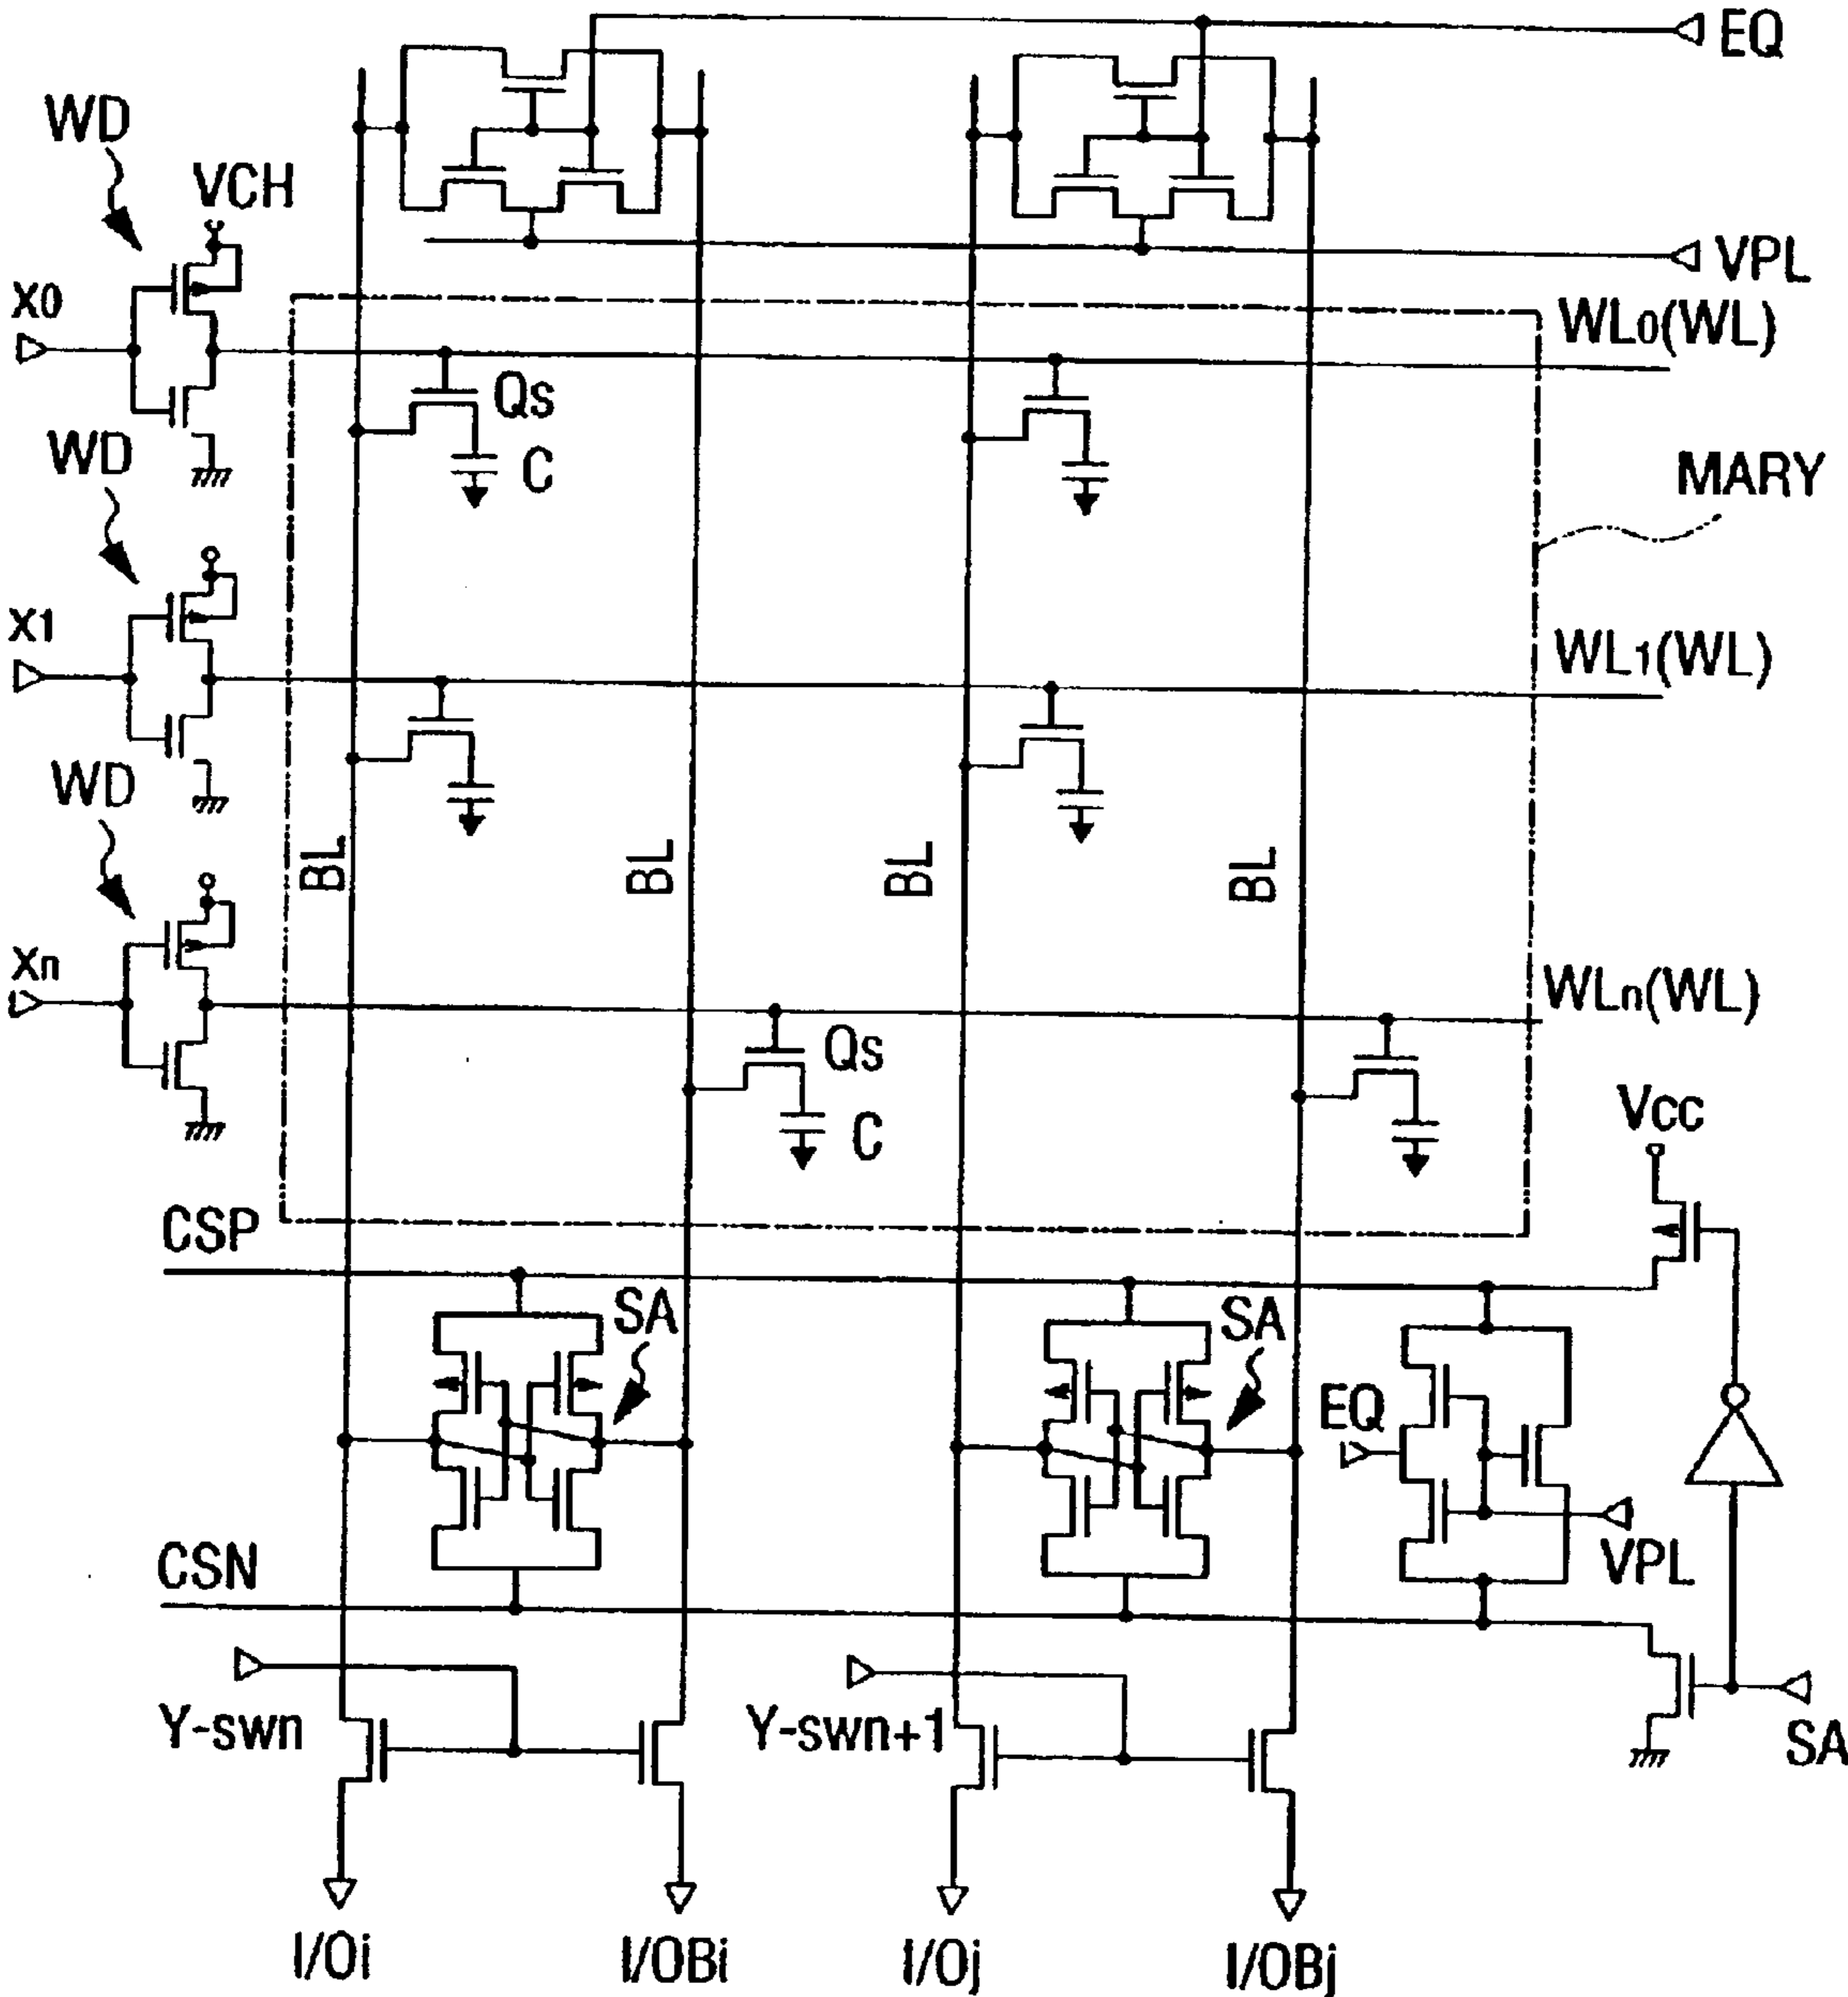 EQ
WD
VCH
VPL
X0
WL0(WL)
Qs
C
WD
MARY
X1
WL1(WL)
WD
BL
BL
BL
BL
Xn
WLn(WL)
Qs
C
VCC
CSP
SA
SA
EQ
VPL
CSN
Y-swn
Y-swn+1
SA
I/Oi
I/OBi
I/Oj
I/OBj